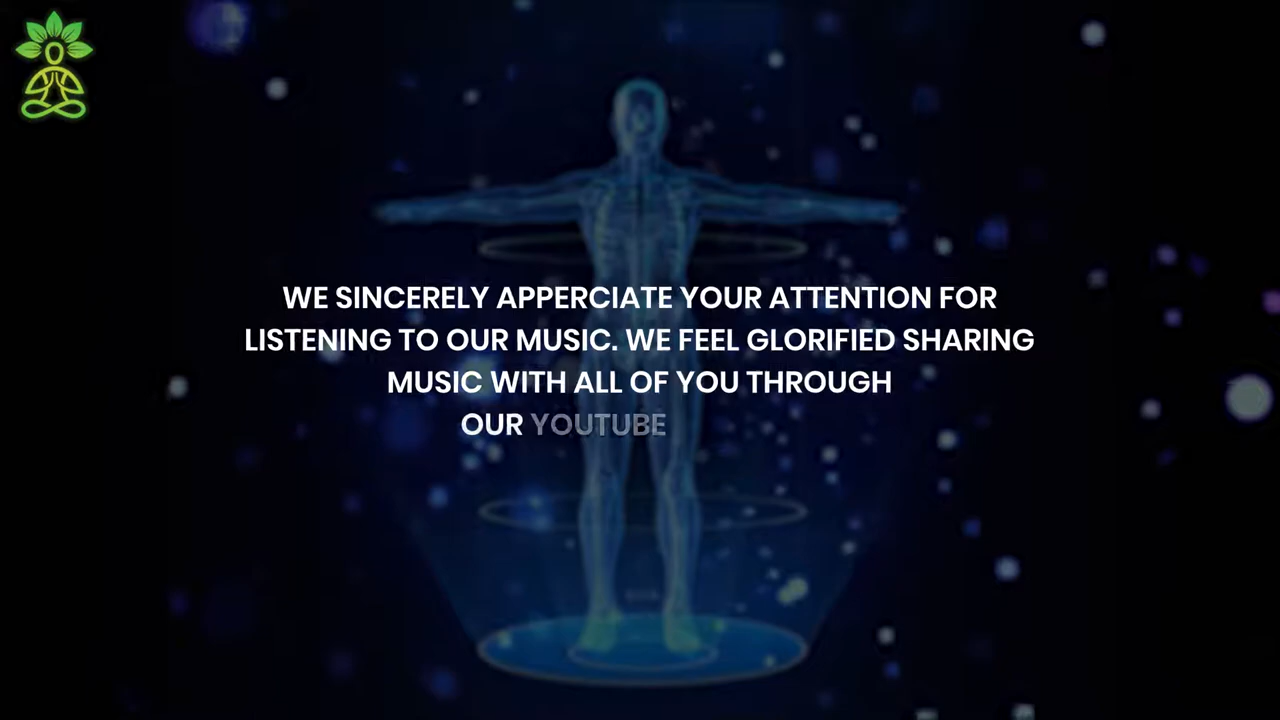 WE SINCERELY APPERCIATE YOUR ATTENTION FOR
LISTENING TO OUR MUSIC. WE FEEL GLORIFIED SHARING
MUSIC WITH ALL OF YOU THROUGH
OUR YOUTUBE